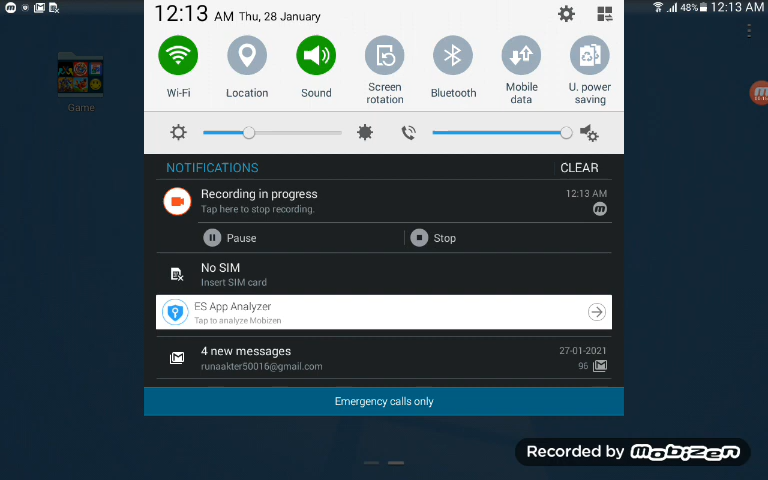 12:13 AM Thu, 28 January
48% 12:13 AM
Wi-Fi
Location
Sound
Screen rotation
Bluetooth
Mobile data
U. power saving
Game
NOTIFICATIONS
CLEAR
Recording in progress
12:13 AM
Tap here to stop recording.
Pause
Stop
No SIM
Insert SIM card
ES App Analyzer
Tap to analyze Mobizen
4 new messages
27-01-2021
runaakter50016@gmail.com
96
Emergency calls only
Recorded by mobizen